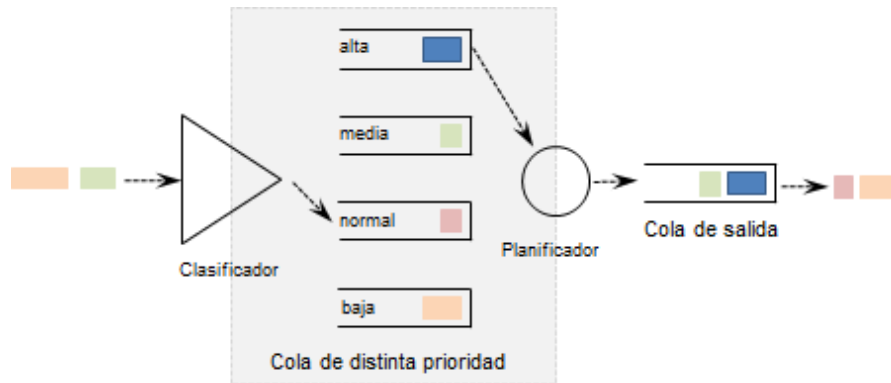 alta
media
normal
baja
Clasificador
Planificador
Cola de salida
Cola de distinta prioridad